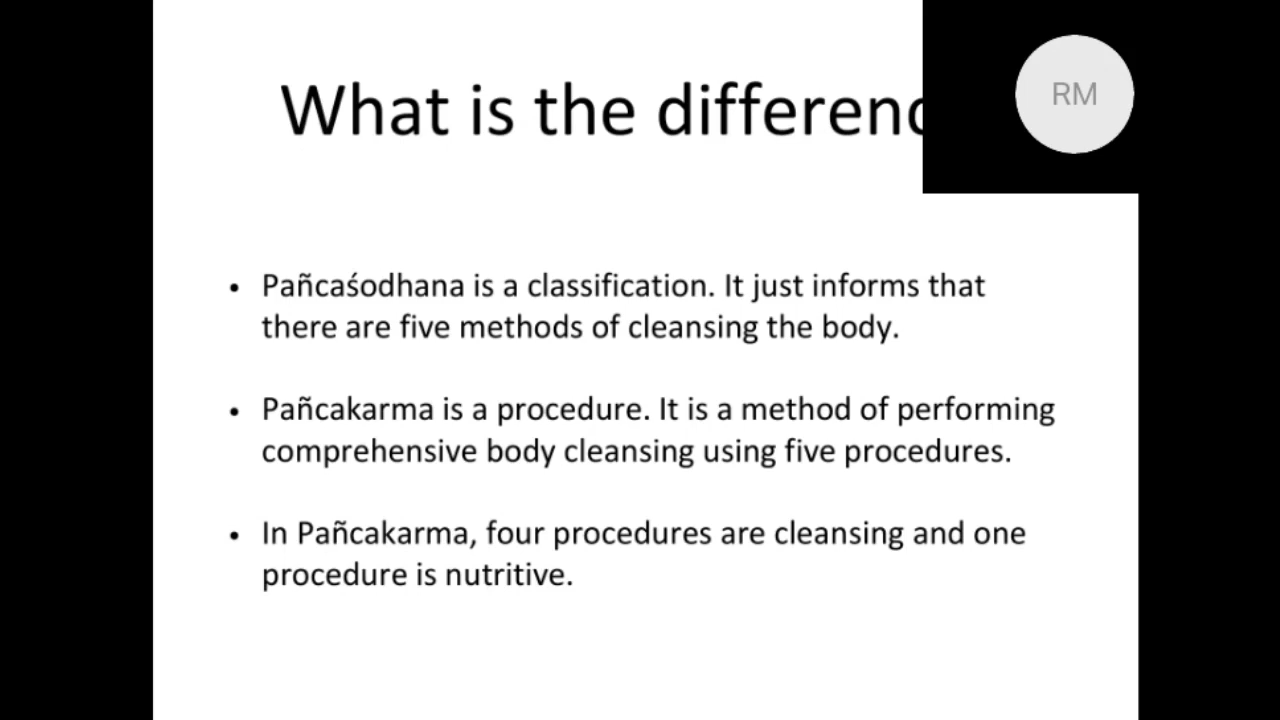 What is the
RM
• Pañcaśodhana is a classification. It just informs that
there are five methods of cleansing the body.
• Pañcakarma is a procedure. It is a method of performing
comprehensive body cleansing using five procedures.
• In Pañcakarma, four procedures are cleansing and one
procedure is nutritive.